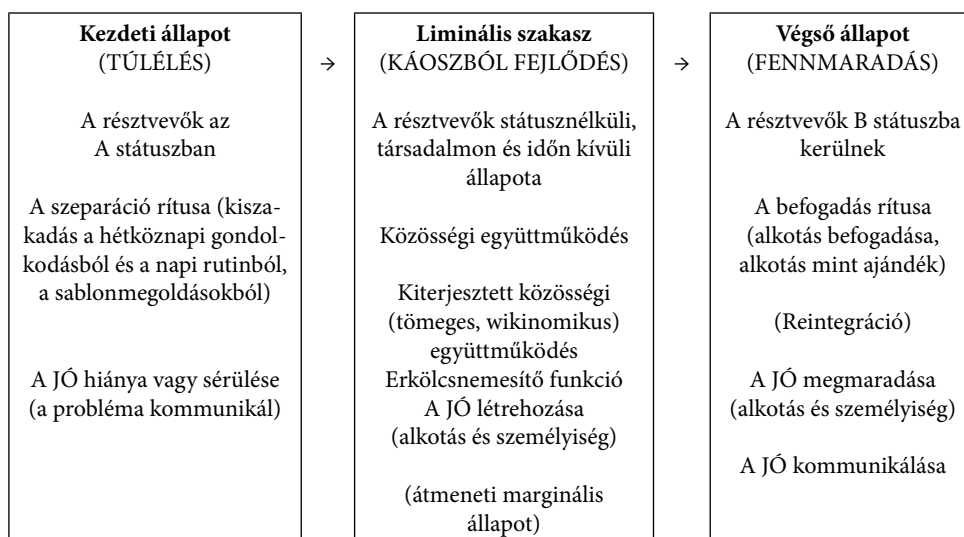 Kezdeti állapot
(TÚLÉLÉS)
A résztvevők az
A státuszban
A szeparáció rítusa (kisza-
kadás a hétköznapi gondol-
kodásból és a napi rutinból,
a sablonmegoldásokból)
A JÓ hiánya vagy sérülése
(a probléma kommunikál)
→
Liminális szakasz
(KÁOSZBÓL FEJLŐDÉS)
A résztvevők státusznélküli,
társadalmon és időn kívüli
állapota
Közösségi együttműködés
Kiterjesztett közösségi
(tömeges, wikinomikus)
együttműködés
Erkölcsnemesítő funkció
A JÓ létrehozása
(alkotás és személyiség)
(átmeneti marginális
állapot)
→
Végső állapot
(FENNMARADÁS)
A résztvevők B státuszba
kerülnek
A befogadás rítusa
(alkotás befogadása,
alkotás mint ajándék)
(Reintegráció)
A JÓ megmaradása
(alkotás és személyiség)
A JÓ kommunikálása